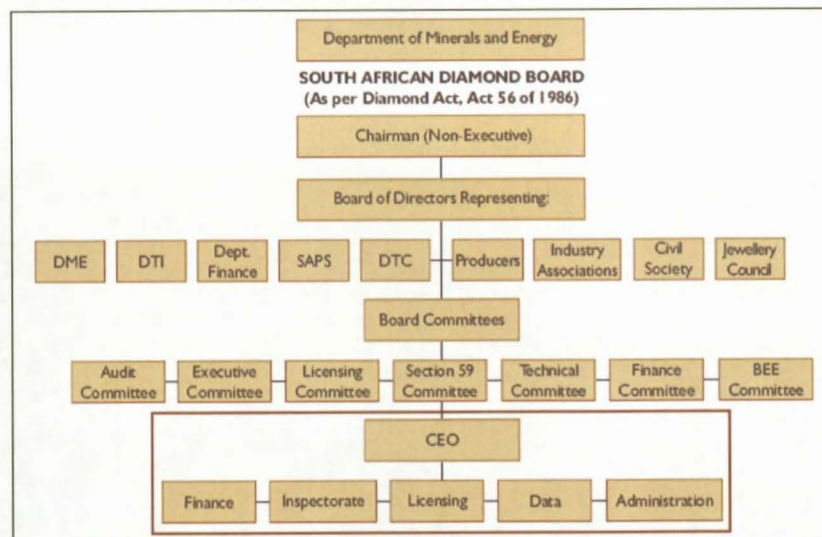 Department of Minerals and Energy
SOUTH AFRICAN DIAMOND BOARD
(As per Diamond Act, Act 56 of 1986)
Chairman (Non-Executive)
Board of Directors Representing:
DME
DTI
Dept.
Finance
SAPS
DTC
Producers
Industry
Associations
Civil
Society
Jewellery
Council
Board Committees
Audit
Committee
Executive
Committee
Licensing
Committee
Section 59
Committee
Technical
Committee
Finance
Committee
BEE
Committee
CEO
Finance
Inspectorate
Licensing
Data
Administration